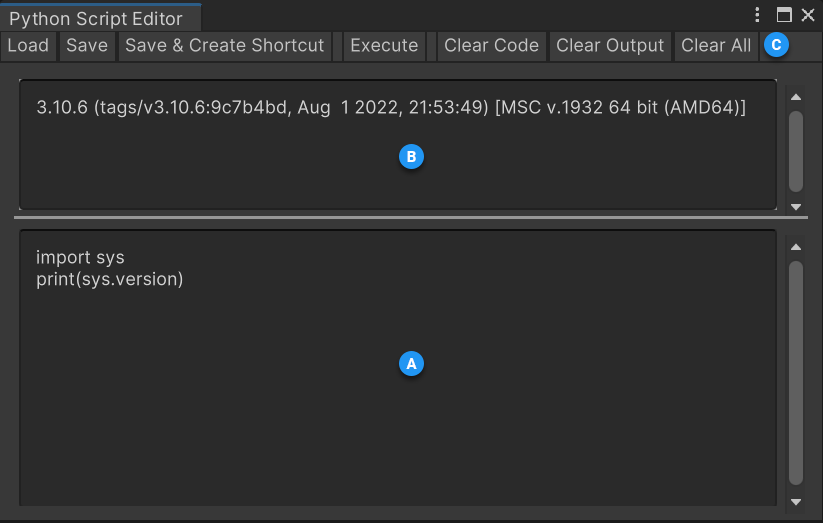 Python Script Editor
Load Save Save & Create Shortcut Execute Clear Code Clear Output Clear All C
3.10.6 (tags/v3.10.6:9c7b4bd, Aug  1 2022, 21:53:49) [MSC v.1932 64 bit (AMD64)]
B
import sys
print(sys.version)
A